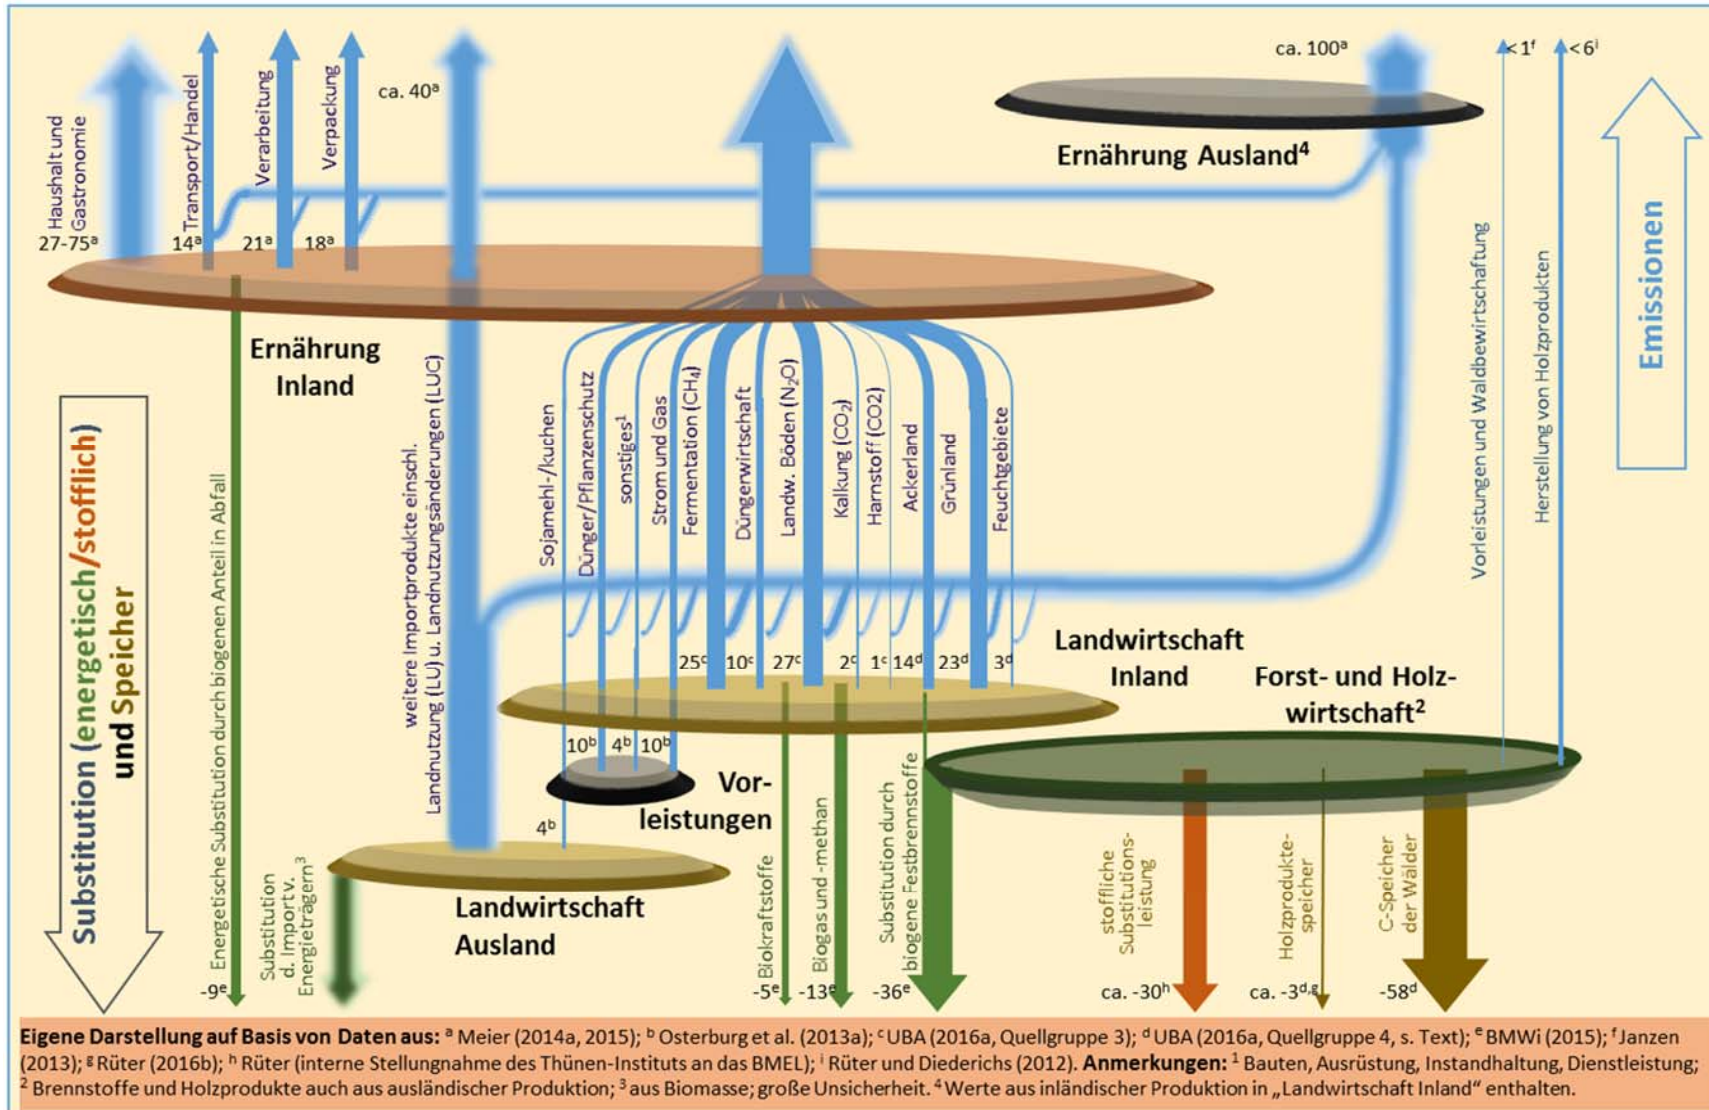 ca. 100ᵃ
< 1ᶠ
< 6ⁱ
ca. 40ᵃ
Haushalt und
Gastronomie
27-75ᵃ
Transport/Handel
14ᵃ
Verarbeitung
21ᵃ
Verpackung
18ᵃ
Ernährung Ausland⁴
Emissionen
Ernährung
Inland
Substitution (energetisch/stofflich)
und Speicher
Energetische Substitution durch biogenen Anteil in Abfall
-9ᵉ
Substitution
d. Import v.
Energieträgern³
weitere Importprodukte einschl.
Landnutzung (LU) u. Landnutzungsänderungen (LUC)
Sojamehl-/kuchen
Dünger/Pflanzenschutz
sonstiges¹
Strom und Gas
Fermentation (CH₄)
Düngerwirtschaft
Landw. Böden (N₂O)
Kalkung (CO₂)
Harnstoff (CO2)
Ackerland
Grünland
Feuchtgebiete
25ᶜ
10ᶜ
27ᶜ
2ᶜ
1ᶜ
14ᵈ
23ᵈ
3ᵈ
Vorleistungen und Waldbewirtschaftung
Herstellung von Holzprodukten
Landwirtschaft
Inland
Forst- und Holz-
wirtschaft²
10ᵇ
4ᵇ
10ᵇ
Vor-
leistungen
4ᵇ
Landwirtschaft
Ausland
Biokraftstoffe
-5ᵉ
Biogas und -methan
-13ᵉ
Substitution durch
biogene Festbrennstoffe
-36ᵉ
stoffliche
Substitutions-
leistung
ca. -30ʰ
Holzprodukte-
speicher
ca. -3ᵈ,ᵍ
C-Speicher
der Wälder
-58ᵈ
Eigene Darstellung auf Basis von Daten aus: ᵃ Meier (2014a, 2015); ᵇ Osterburg et al. (2013a); ᶜ UBA (2016a, Quellgruppe 3); ᵈ UBA (2016a, Quellgruppe 4, s. Text); ᵉ BMWi (2015); ᶠ Janzen
(2013); ᵍ Rüter (2016b); ʰ Rüter (interne Stellungnahme des Thünen-Instituts an das BMEL); ⁱ Rüter und Diederichs (2012). Anmerkungen: ¹ Bauten, Ausrüstung, Instandhaltung, Dienstleistung;
² Brennstoffe und Holzprodukte auch aus ausländischer Produktion; ³ aus Biomasse; große Unsicherheit. ⁴ Werte aus inländischer Produktion in „Landwirtschaft Inland“ enthalten.